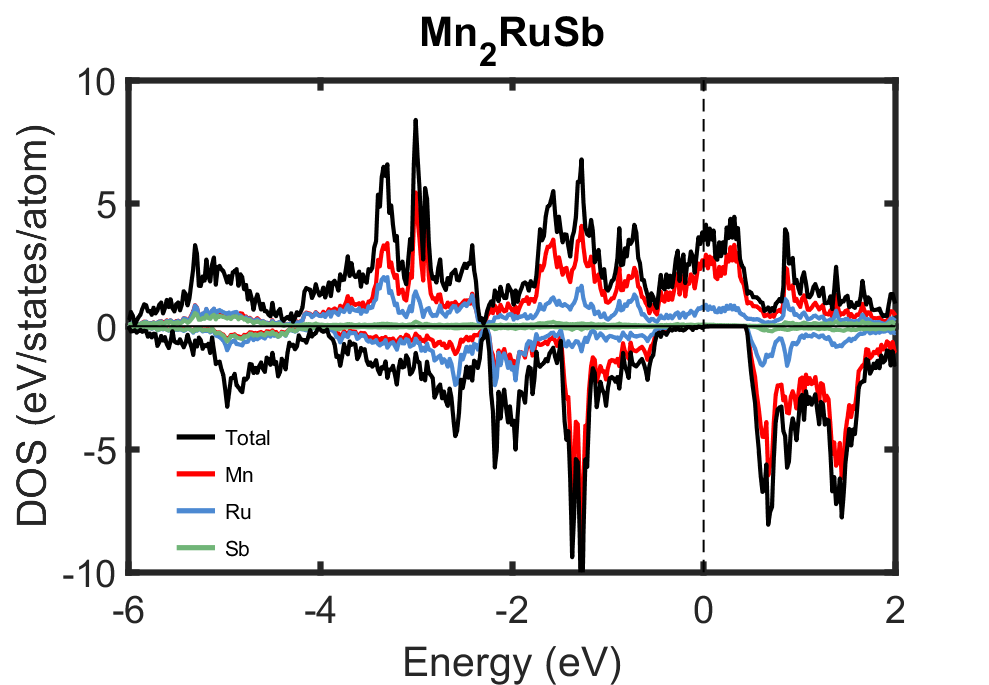 Mn₂RuSb
10
5
0
-5
-10
DOS (eV/states/atom)
Total
Mn
Ru
Sb
-6 -4 -2 0 2
Energy (eV)